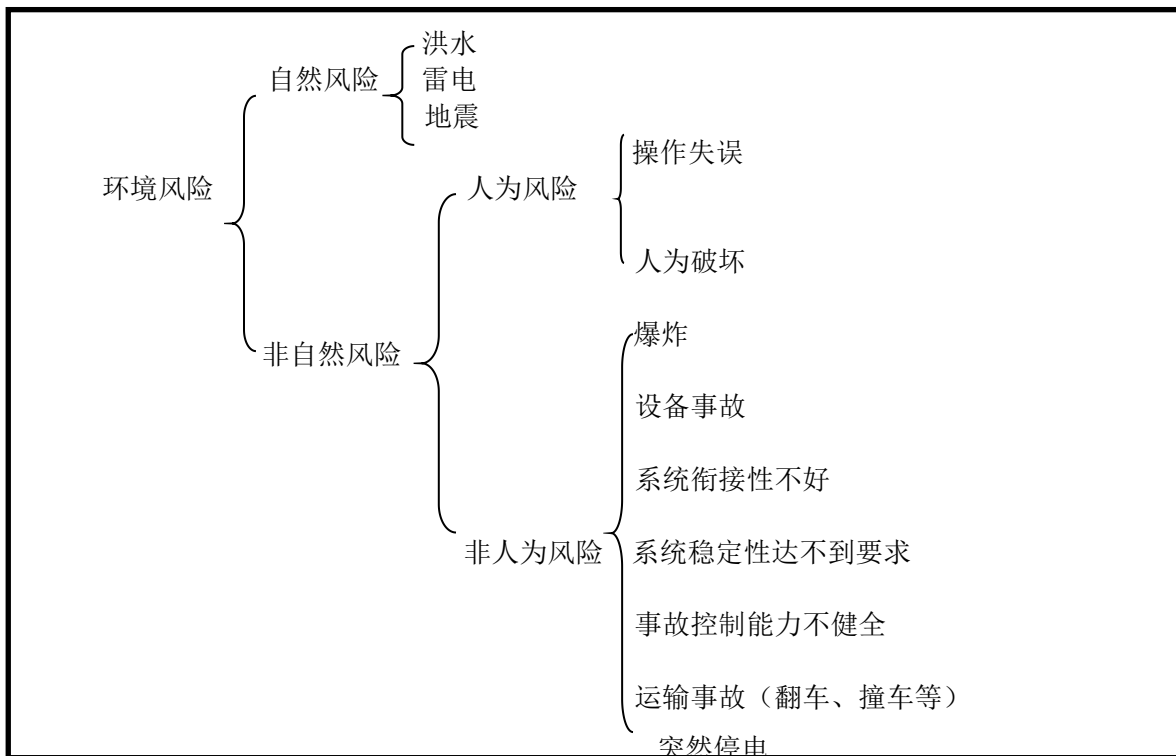 洪水
自然风险
雷电
地震
操作失误
环境风险
人为风险
人为破坏
爆炸
非自然风险
设备事故
系统衔接性不好
非人为风险
系统稳定性达不到要求
事故控制能力不健全
运输事故（翻车、撞车等）
突然停电